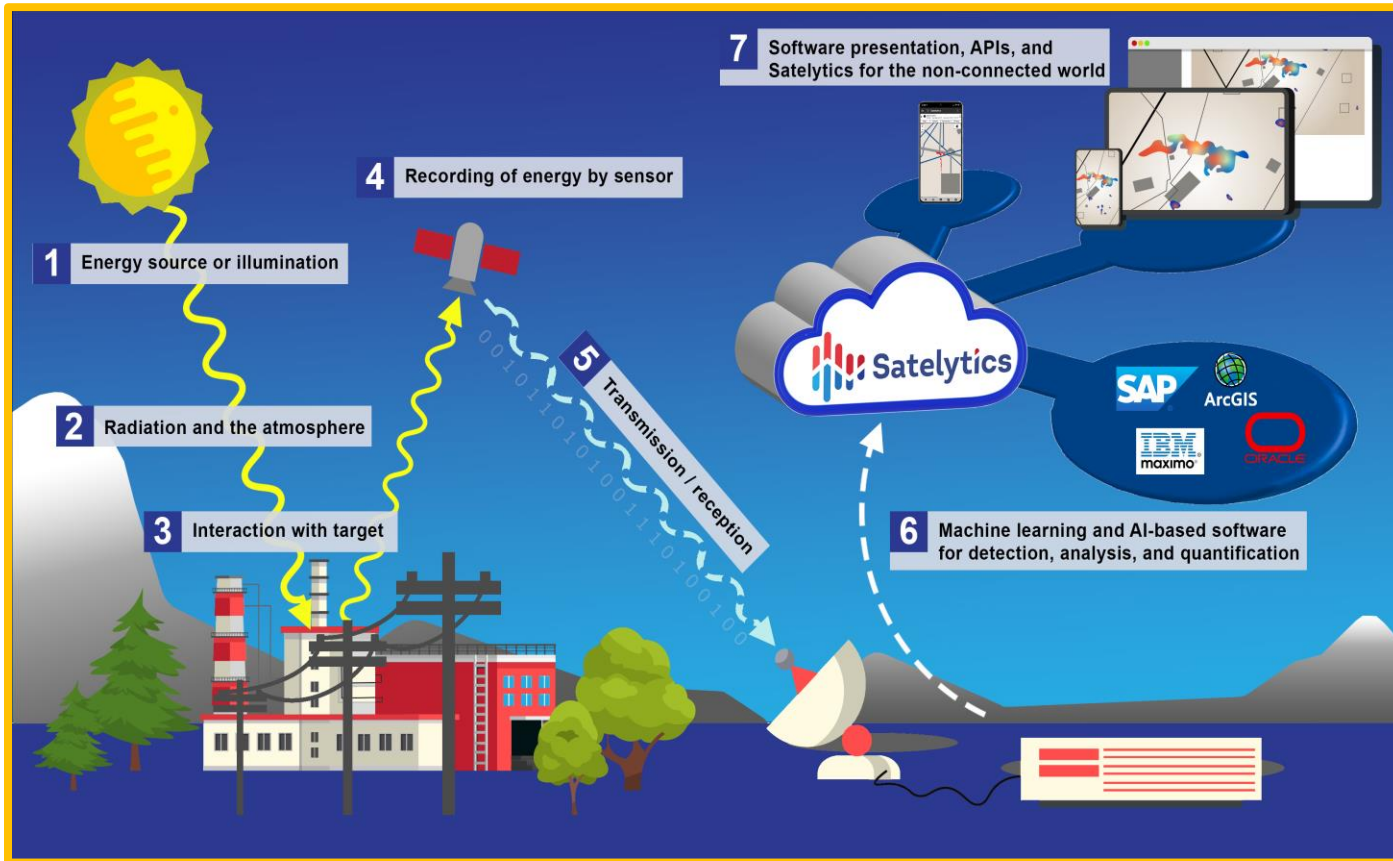 1 Energy source or illumination
2 Radiation and the atmosphere
3 Interaction with target
4 Recording of energy by sensor
5 Transmission / reception
001011010101001110100100
6 Machine learning and AI-based software
for detection, analysis, and quantification
7 Software presentation, APIs, and
Satelytics for the non-connected world
Satelytics
SAP
ArcGIS
IBM
maximo
ORACLE